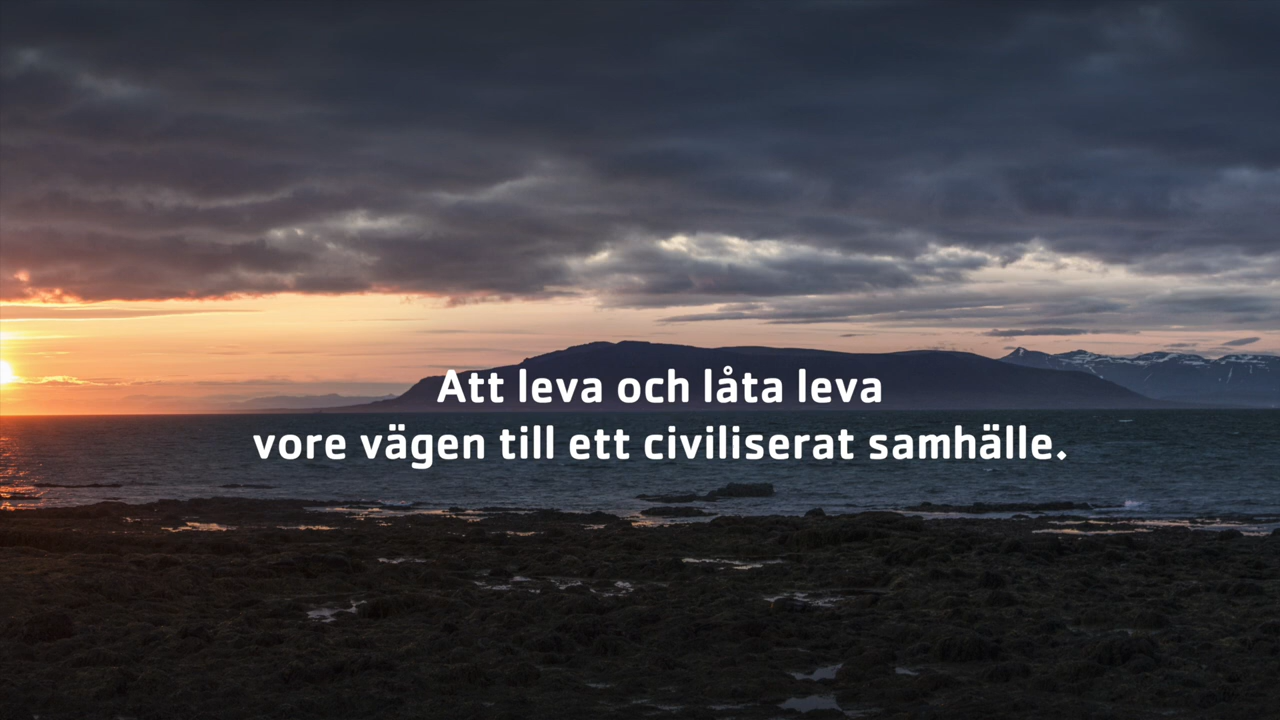 Att leva och låta leva
vore vägen till ett civiliserat samhälle.